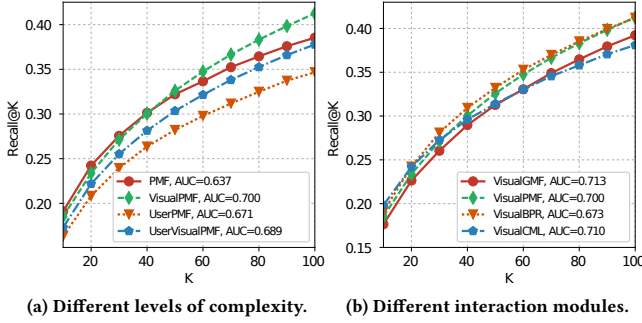 0.40
0.35
0.30
0.25
0.20
Recall@K
PMF, AUC=0.637
VisualPMF, AUC=0.700
UserPMF, AUC=0.671
UserVisualPMF, AUC=0.689
20 40 60 80 100
K
(a) Different levels of complexity.
0.40
0.35
0.30
0.25
0.20
0.15
Recall@K
VisualGMF, AUC=0.713
VisualPMF, AUC=0.700
VisualBPR, AUC=0.673
VisualCML, AUC=0.710
20 40 60 80 100
K
(b) Different interaction modules.